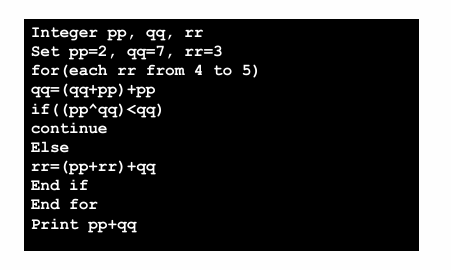 Integer pp, qq, rr
Set pp=2, qq=7, rr=3
for(each rr from 4 to 5)
qq=(qq+pp)+pp
if((pp^qq)<qq)
continue
Else
rr=(pp+rr)+qq
End if
End for
Print pp+qq